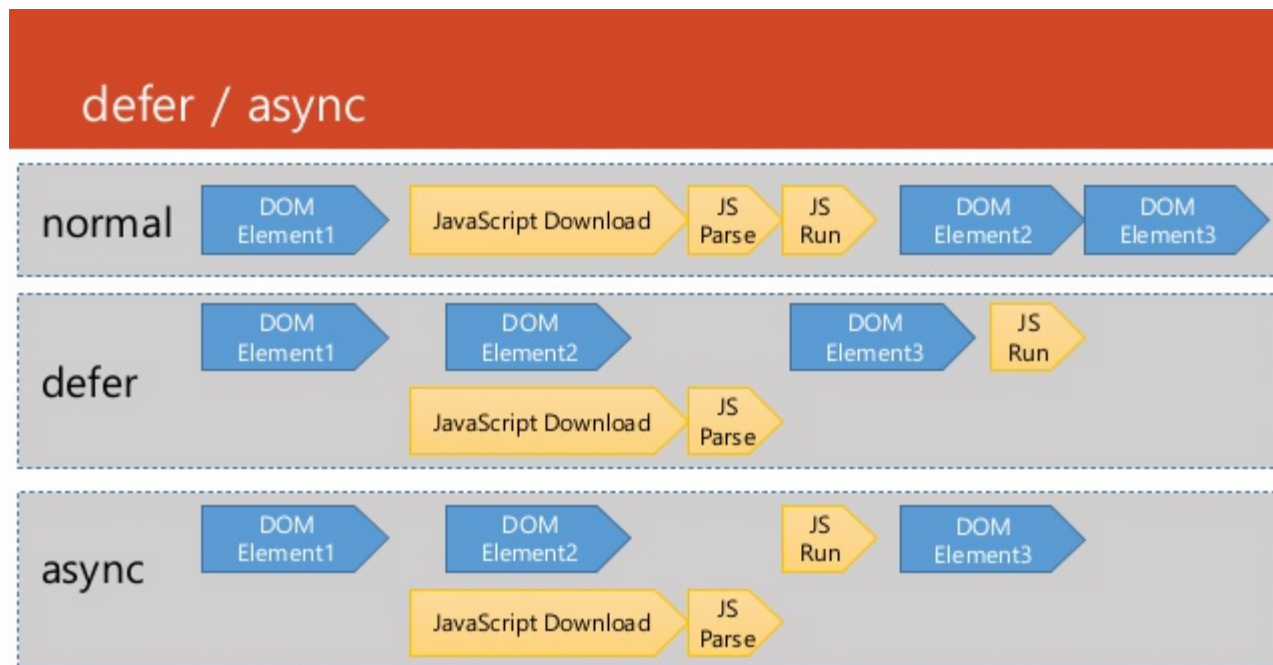 defer / async
normal
DOM
Element1
JavaScript Download
JS
Parse
JS
Run
DOM
Element2
DOM
Element3
defer
DOM
Element1
DOM
Element2
DOM
Element3
JS
Run
JavaScript Download
JS
Parse
async
DOM
Element1
DOM
Element2
JS
Run
DOM
Element3
JavaScript Download
JS
Parse